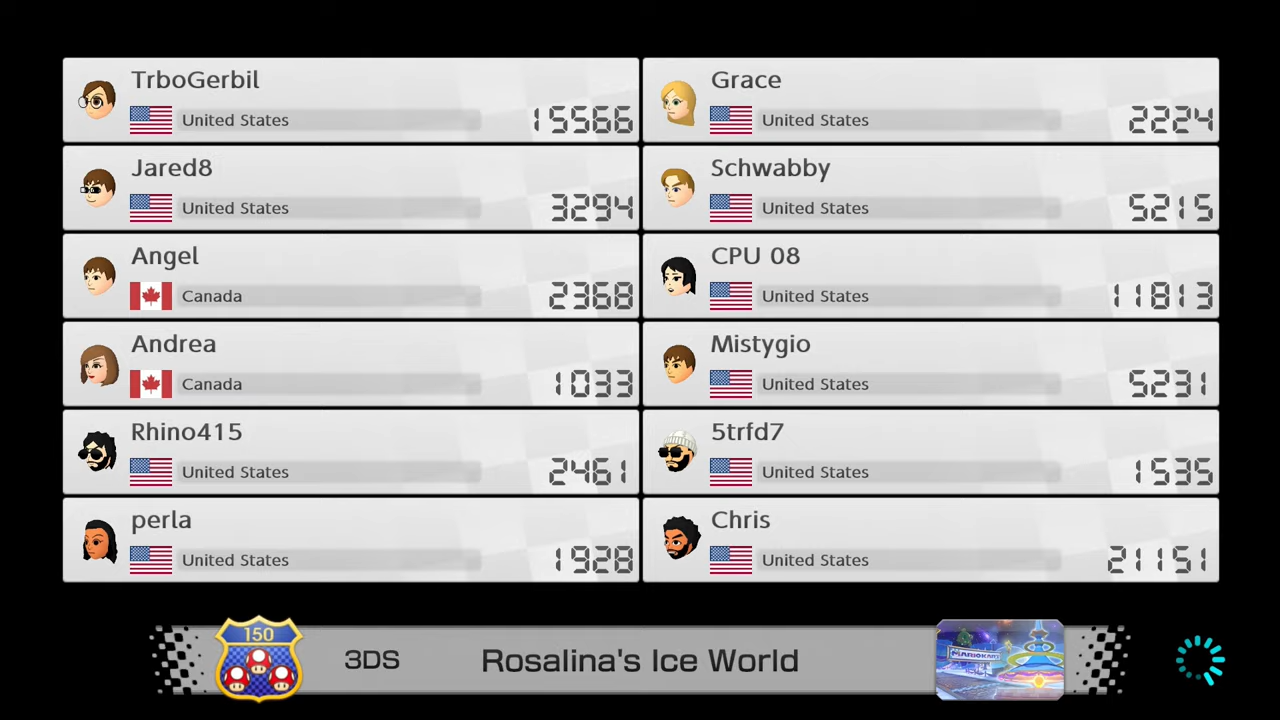 TrboGerbil
United States 15566
Grace
United States 2224
Jared8
United States 3294
Schwabby
United States 5215
Angel
Canada 2368
CPU 08
United States 11813
Andrea
Canada 1033
Mistygio
United States 5231
Rhino415
United States 2461
5trfd7
United States 1535
perla
United States 1928
Chris
United States 21151
150
3DS Rosalina's Ice World
MARIOKART